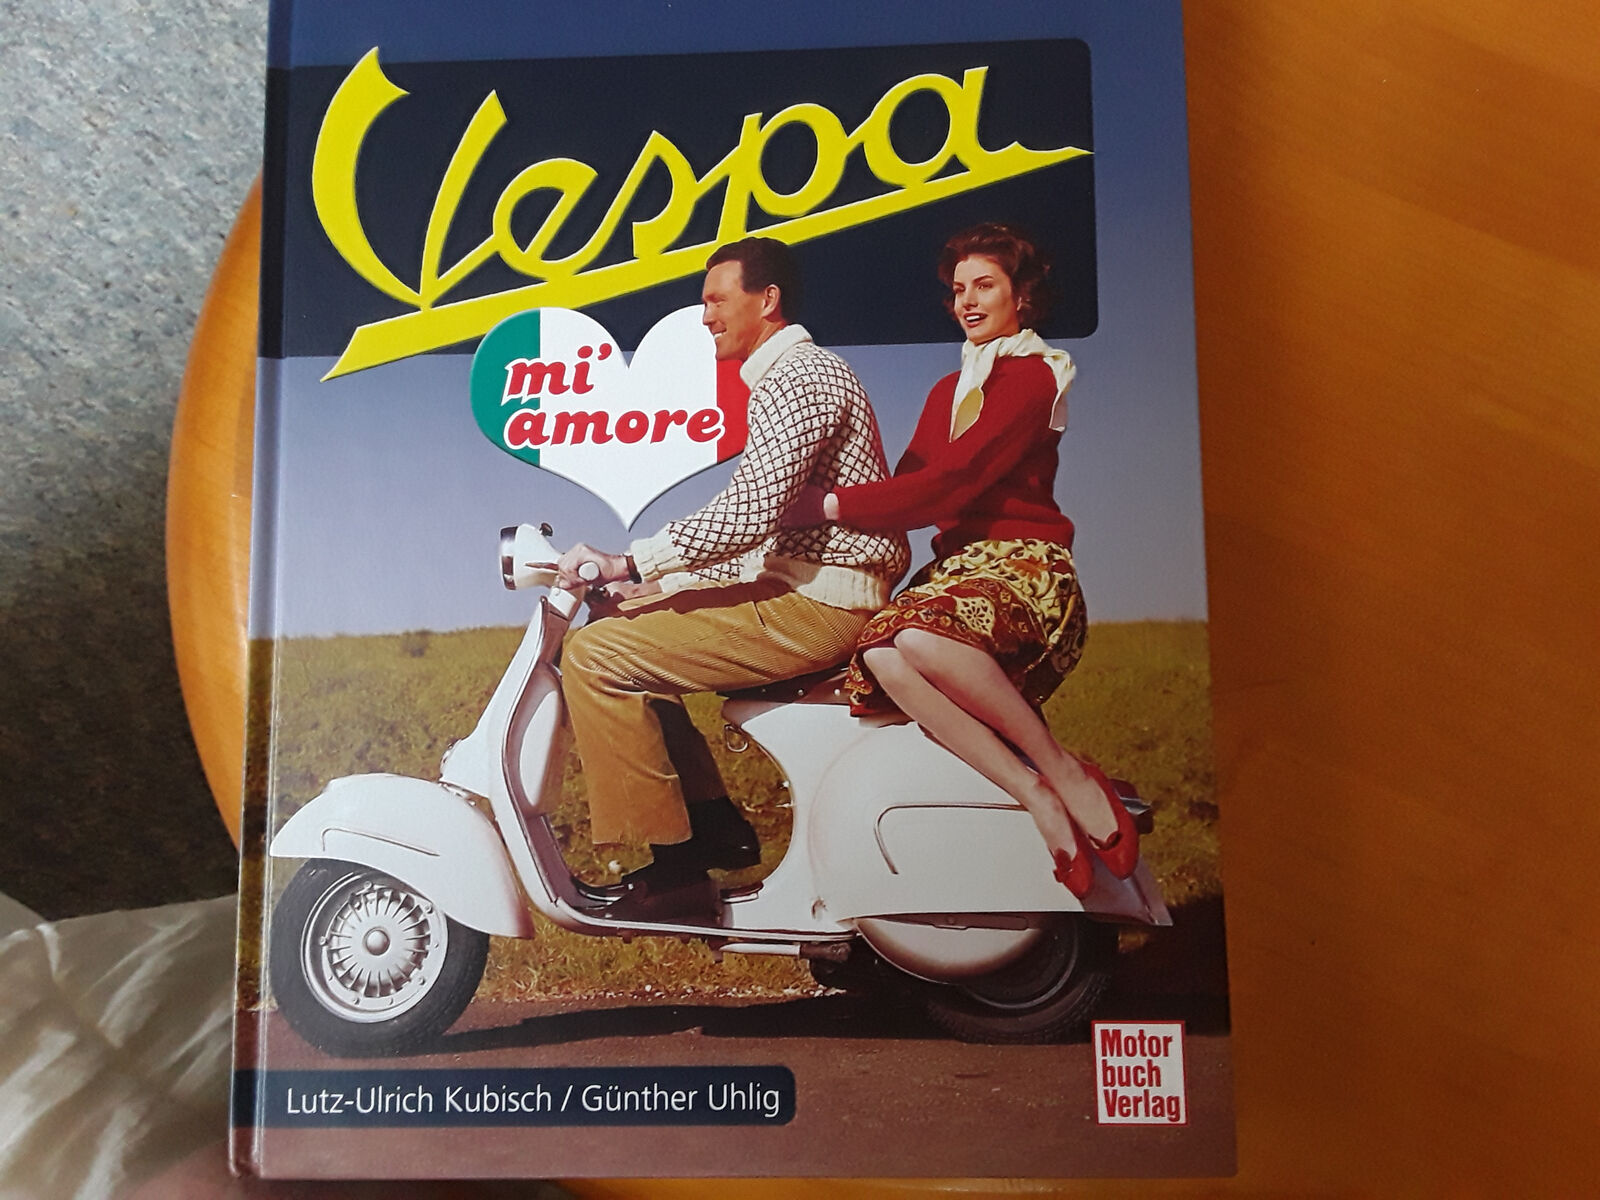 Vespa
mi'
amore
Lutz-Ulrich Kubisch / Günther Uhlig
Motor
buch
Verlag